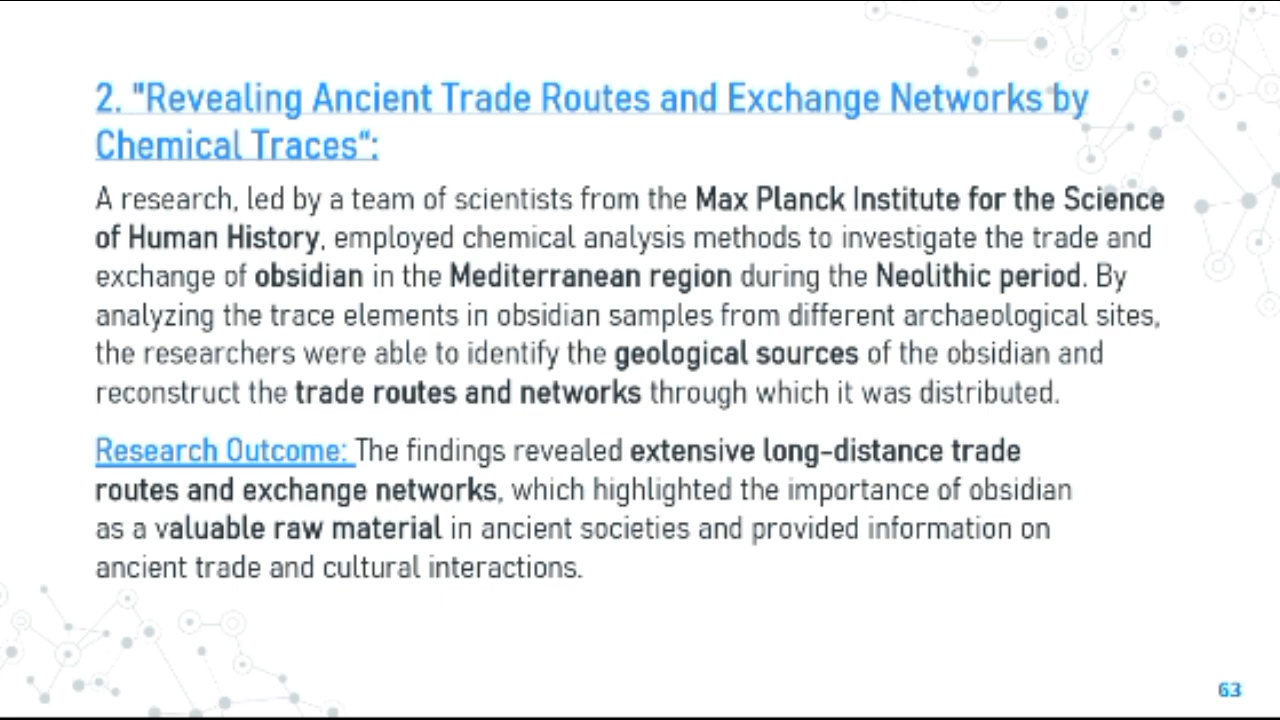 2. "Revealing Ancient Trade Routes and Exchange Networks by
Chemical Traces":
A research, led by a team of scientists from the Max Planck Institute for the Science
of Human History, employed chemical analysis methods to investigate the trade and
exchange of obsidian in the Mediterranean region during the Neolithic period. By
analyzing the trace elements in obsidian samples from different archaeological sites,
the researchers were able to identify the geological sources of the obsidian and
reconstruct the trade routes and networks through which it was distributed.
Research Outcome: The findings revealed extensive long-distance trade
routes and exchange networks, which highlighted the importance of obsidian
as a valuable raw material in ancient societies and provided information on
ancient trade and cultural interactions.
63